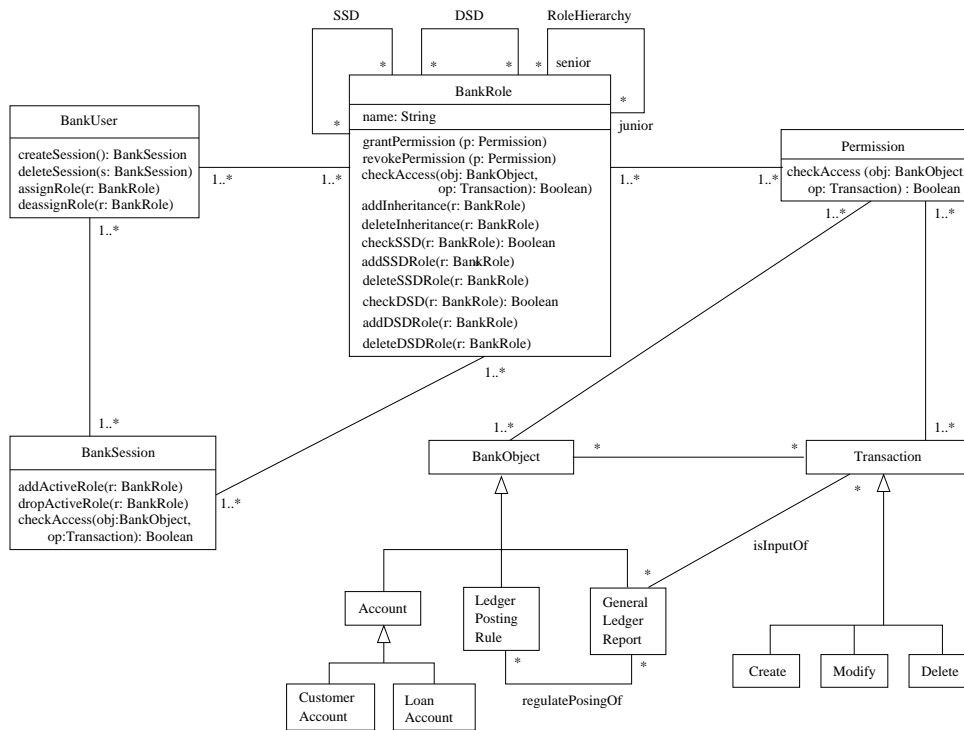 SSD
DSD
RoleHierarchy
*
*
*
*
senior
*
*
junior
BankRole
name: String
grantPermission (p: Permission)
revokePermission (p: Permission)
checkAccess(obj: BankObject,
op: Transaction): Boolean)
addInheritance(r: BankRole)
deleteInheritance(r: BankRole)
checkSSD(r: BankRole): Boolean
addSSDRole(r: BankRole)
deleteSSDRole(r: BankRole)
checkDSD(r: BankRole): Boolean
addDSDRole(r: BankRole)
deleteDSDRole(r: BankRole)
BankUser
createSession(): BankSession
deleteSession(s: BankSession)
assignRole(r: BankRole)
deassignRole(r: BankRole)
1..*
1..*
1..*
1..*
Permission
checkAccess (obj: BankObject,
op: Transaction) : Boolean
1..*
1..*
1..*
1..*
1..*
1..*
1..*
BankSession
addActiveRole(r: BankRole)
dropActiveRole(r: BankRole)
checkAccess(obj:BankObject,
op:Transaction): Boolean
1..*
BankObject
*
*
Transaction
*
isInputOf
*
Account
Ledger
Posting
Rule
General
Ledger
Report
*
*
regulatePosingOf
Customer
Account
Loan
Account
Create
Modify
Delete